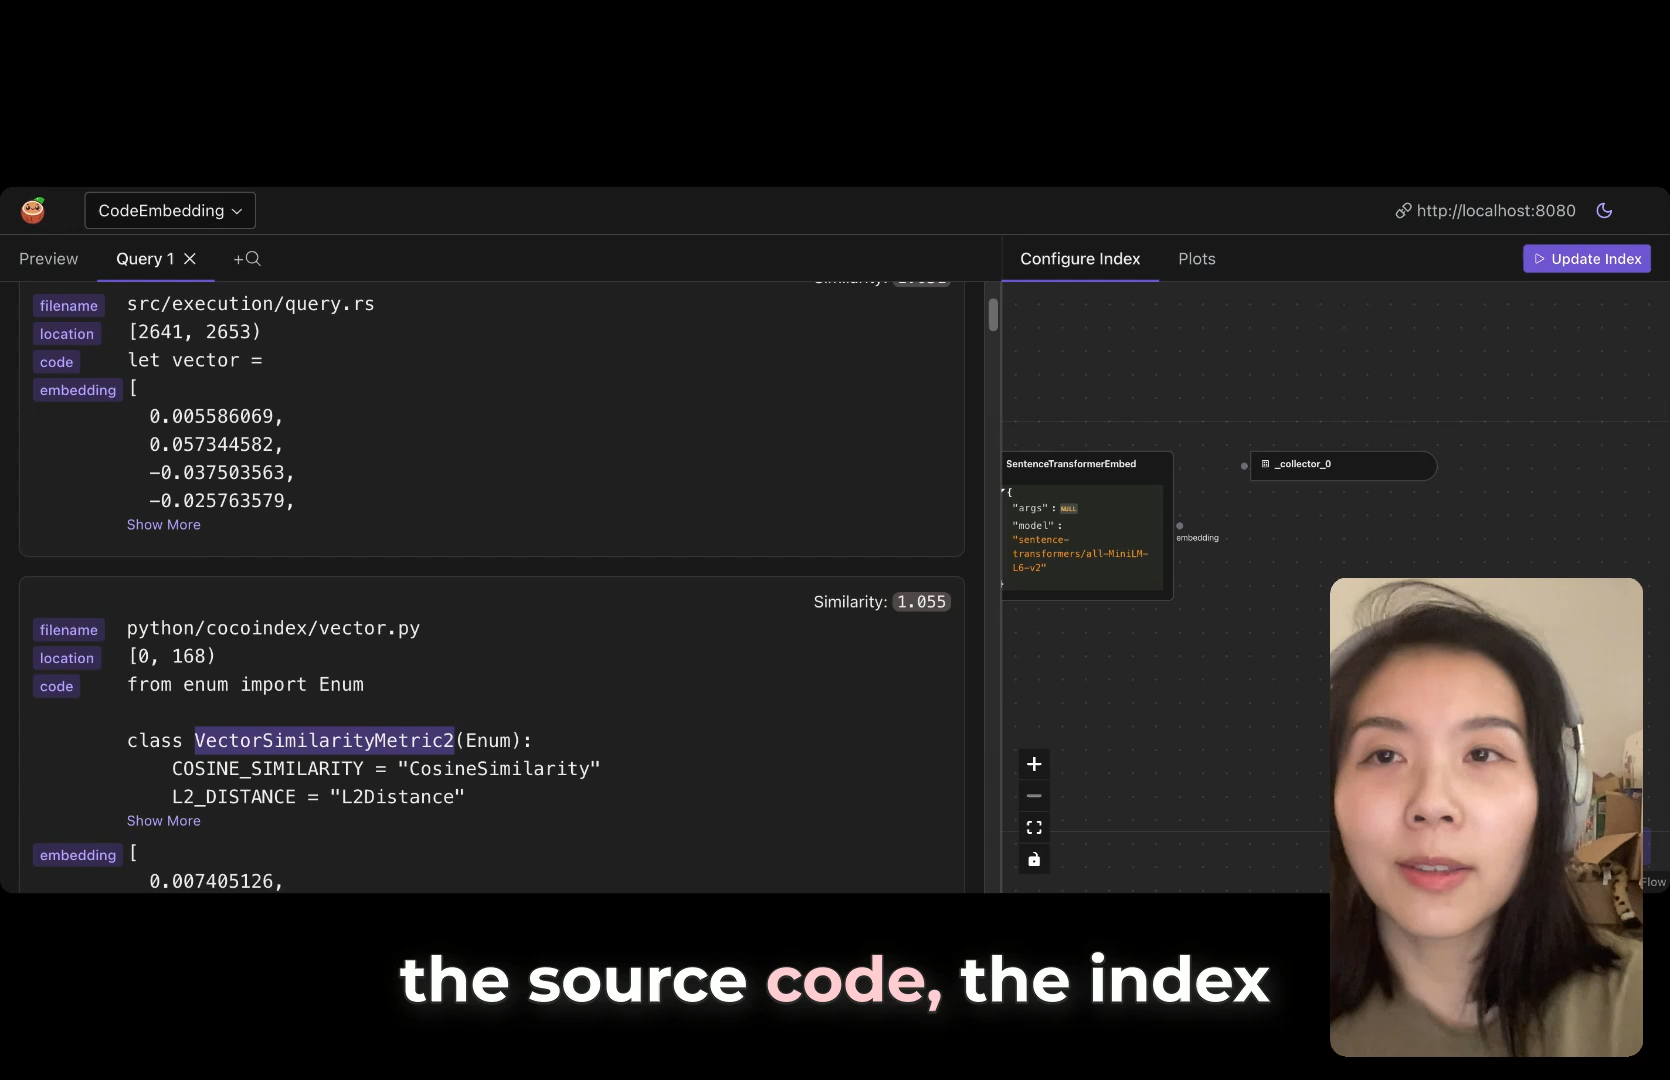 CodeEmbedding
http://localhost:8080
Preview
Query 1
Configure Index
Plots
Update Index
filename src/execution/query.rs
location [2641, 2653)
code let vector =
embedding [
0.005586069,
0.057344582,
-0.037503563,
-0.025763579,
Show More
Similarity: 1.055
filename python/cocoindex/vector.py
location [0, 168)
code from enum import Enum
class VectorSimilarityMetric2(Enum):
COSINE_SIMILARITY = "CosineSimilarity"
L2_DISTANCE = "L2Distance"
Show More
embedding [
0.007405126,
SentenceTransformerEmbed
{
"args" : NULL
"model" :
"sentence-
transformers/all-MiniLM-
L6-v2"
embedding
_collector_0
Flow
the source code, the index